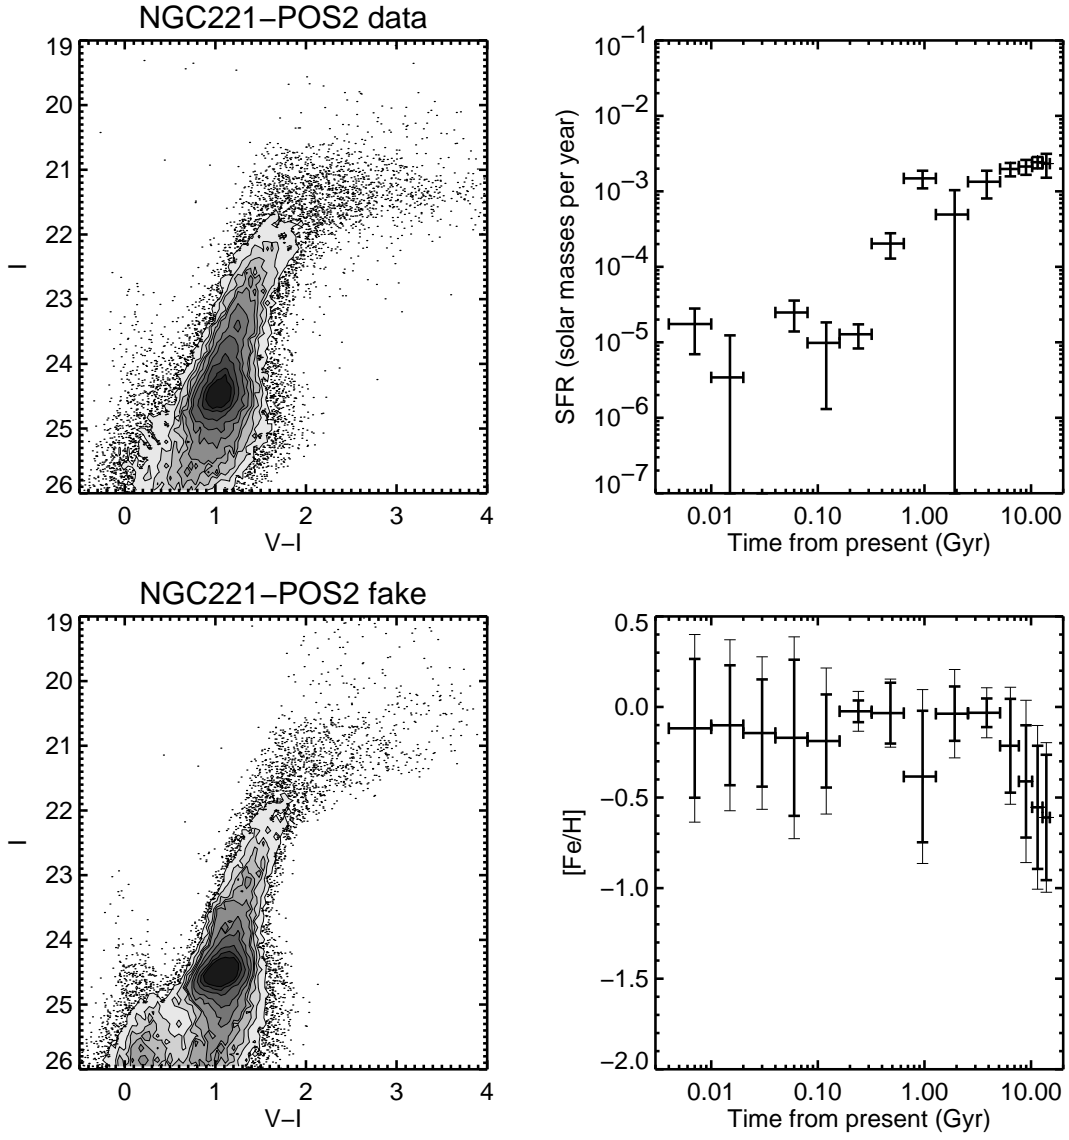 NGC221−POS2 data
19
20
21
22
23
24
25
26
I
0 1 2 3 4
V−I
10−1
10−2
10−3
10−4
10−5
10−6
10−7
SFR (solar masses per year)
0.01 0.10 1.00 10.00
Time from present (Gyr)
NGC221−POS2 fake
19
20
21
22
23
24
25
26
I
0 1 2 3 4
V−I
0.5
0.0
−0.5
−1.0
−1.5
−2.0
[Fe/H]
0.01 0.10 1.00 10.00
Time from present (Gyr)